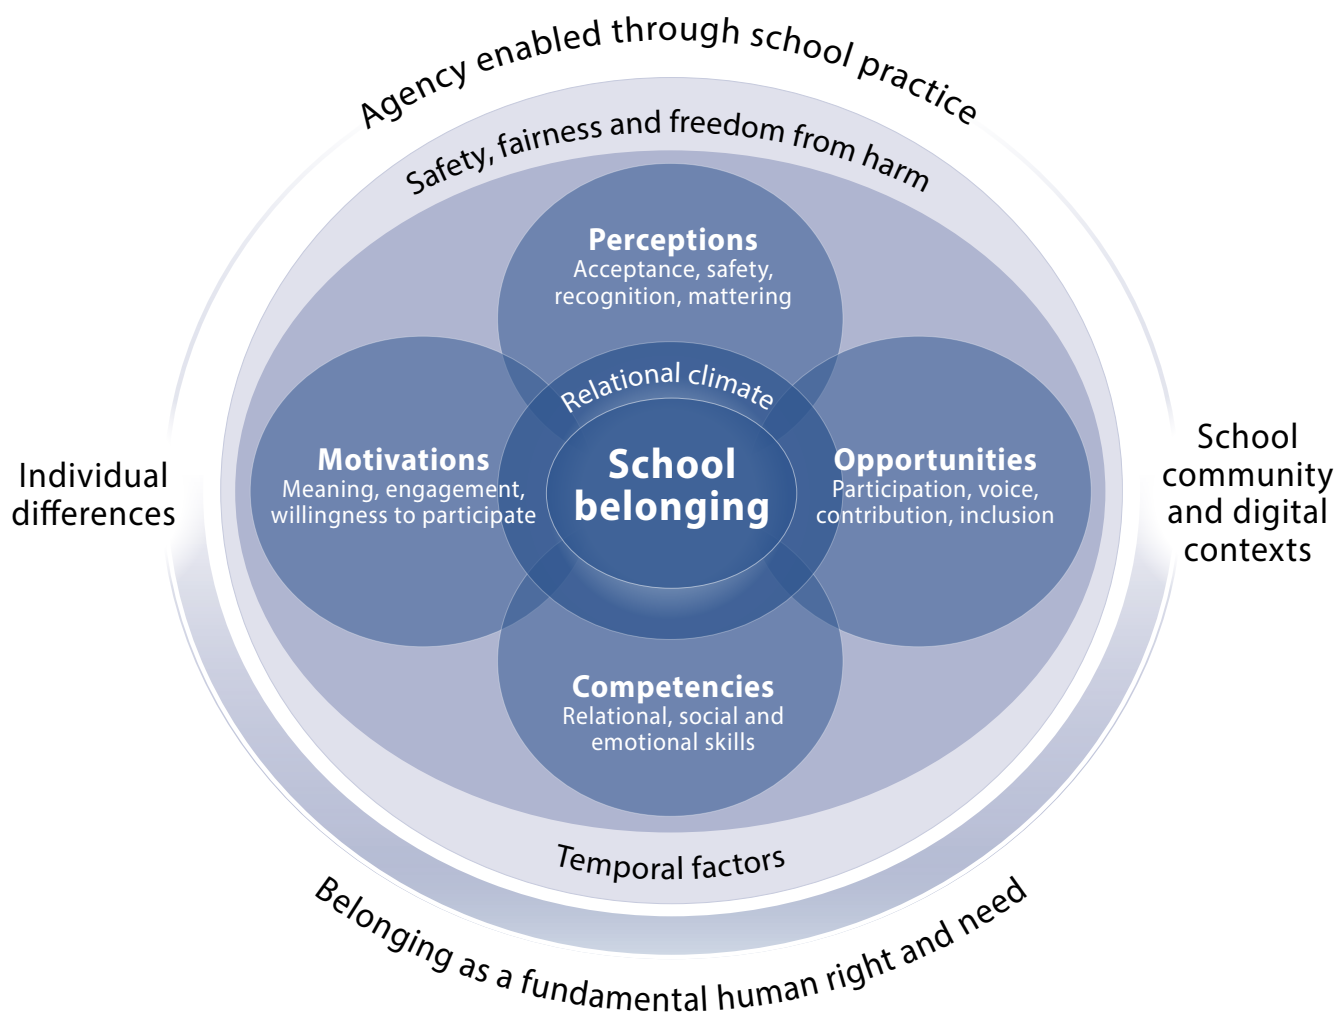 Agency enabled through school practice
Safety, fairness and freedom from harm
Perceptions
Acceptance, safety,
recognition, mattering
Relational climate
Individual
differences
Motivations
Meaning, engagement,
willingness to participate
School
belonging
Opportunities
Participation, voice,
contribution, inclusion
School
community
and digital
contexts
Competencies
Relational, social and
emotional skills
Temporal factors
Belonging as a fundamental human right and need